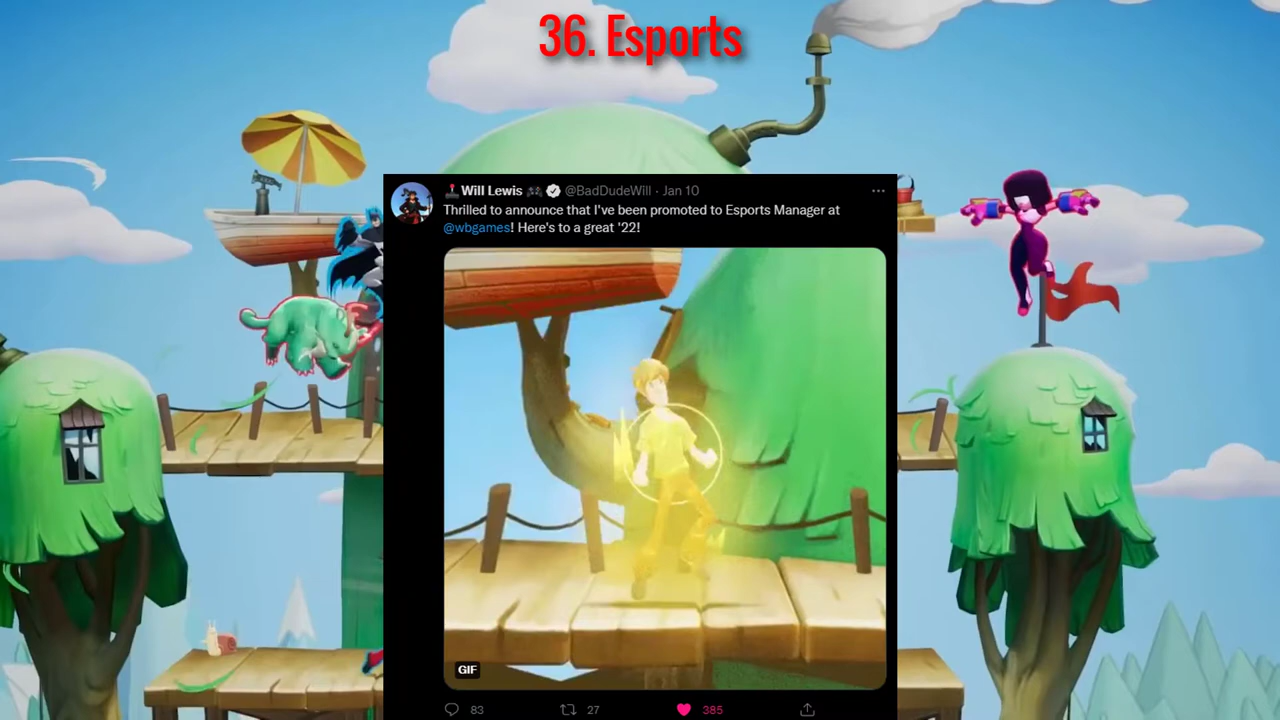 36. Esports
Will Lewis @BadDudeWill · Jan 10
Thrilled to announce that I've been promoted to Esports Manager at
@wbgames! Here's to a great '22!
GIF
83 27 385